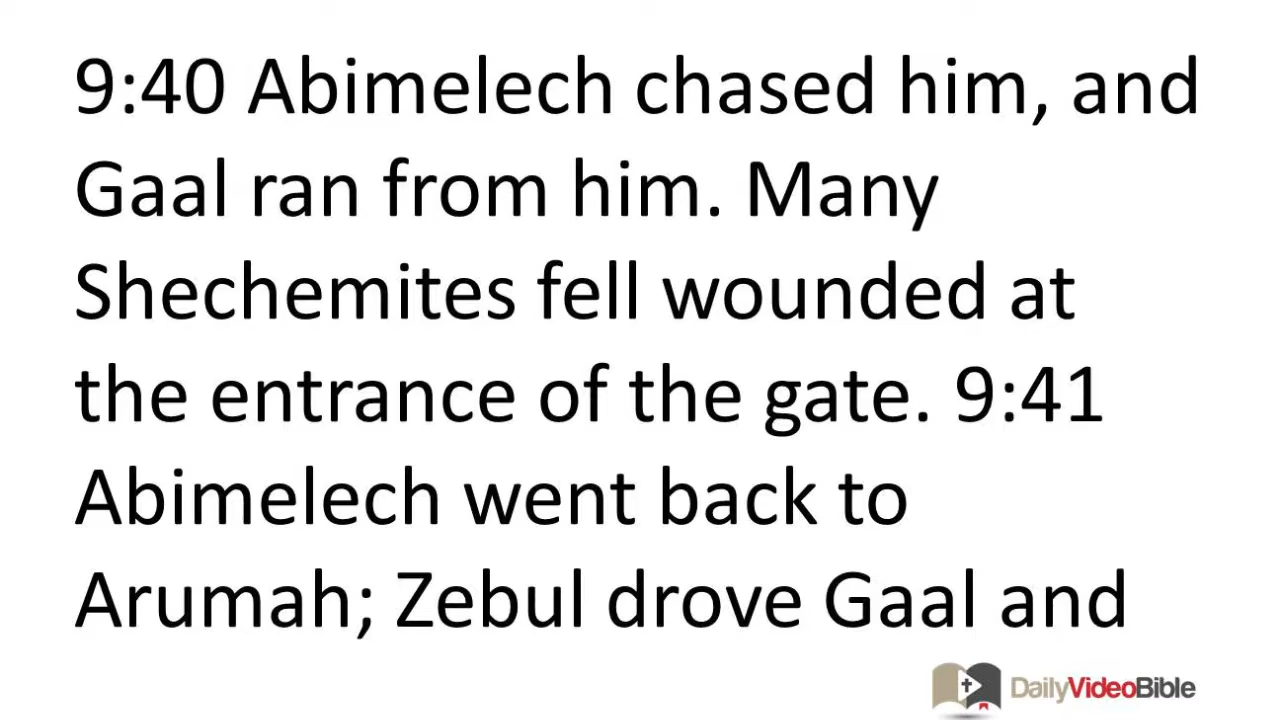 9:40 Abimelech chased him, and
Gaal ran from him. Many
Shechemites fell wounded at
the entrance of the gate. 9:41
Abimelech went back to
Arumah; Zebul drove Gaal and
DailyVideoBible